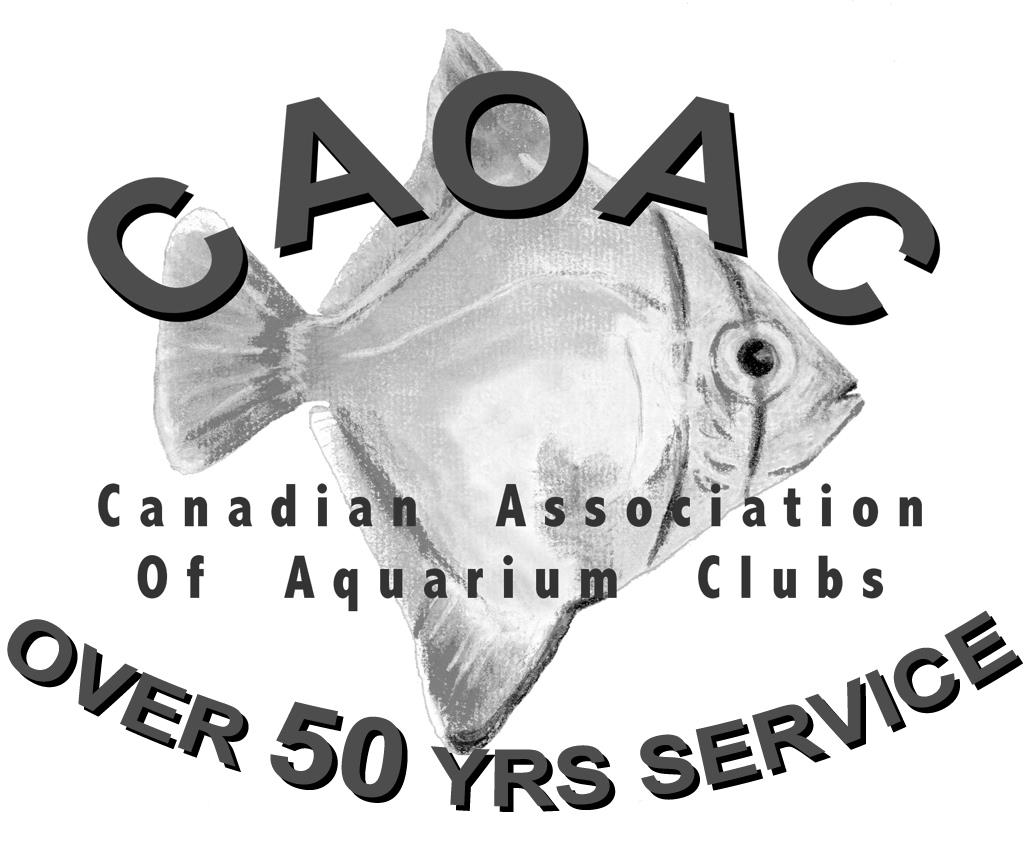 CAOAC
Canadian Association
Of Aquarium Clubs
OVER 50 YRS SERVICE